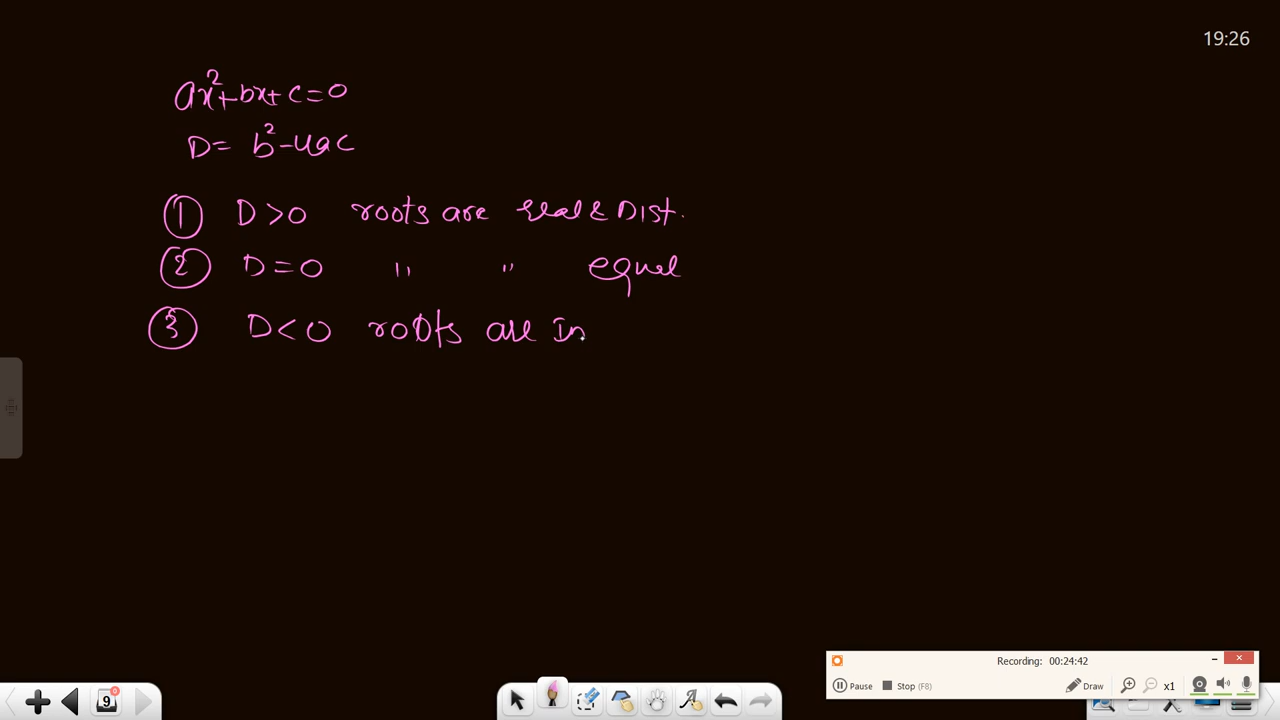 19:26
ax²+bx+c=0
D= b²-4ac
① D>0 roots are real & Dist.
② D=0 " " equal
③ D<0 roots are In
Recording: 00:24:42
Pause Stop (F8) Draw x1
9 0